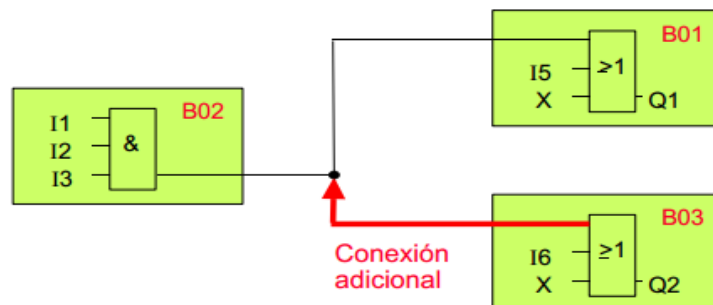 B01
≥1
I5
X
Q1
B02
I1
I2
I3
&
B03
≥1
I6
X
Q2
Conexión
adicional